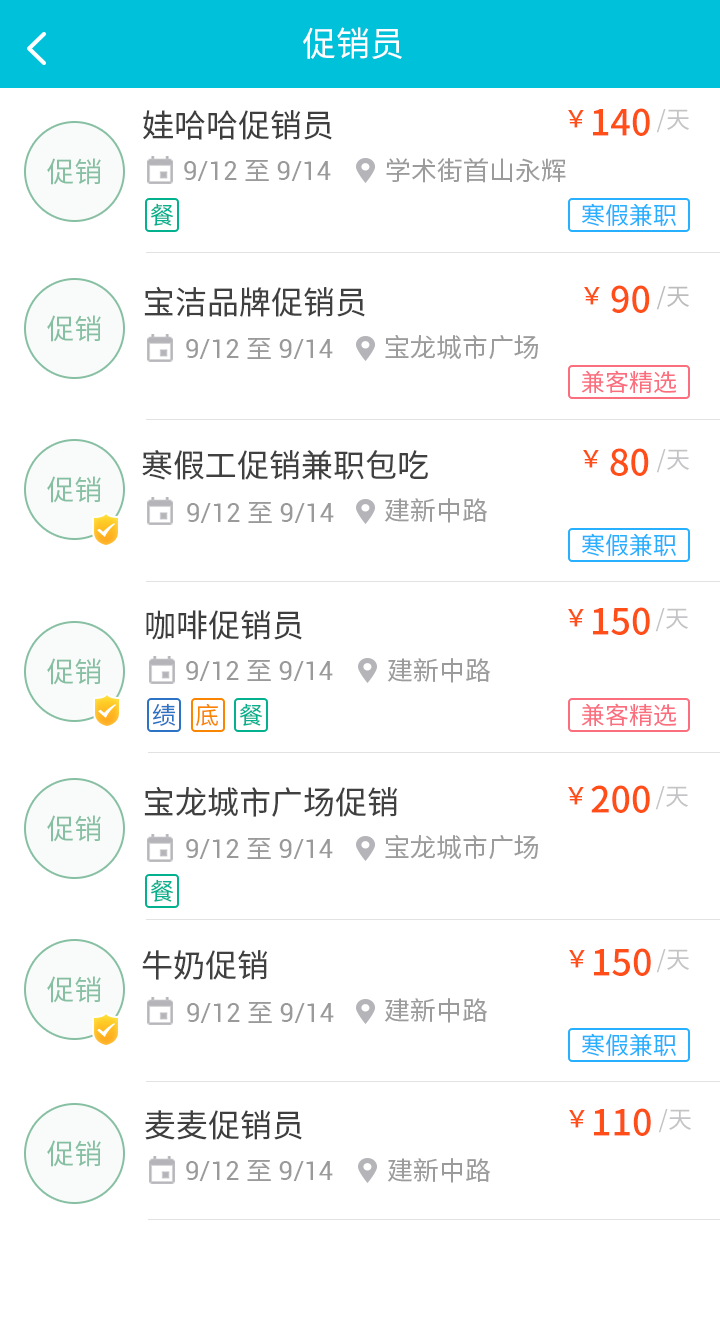 促销员
促销
娃哈哈促销员
¥ 140 /天
9/12 至 9/14 学术街首山永辉
餐
寒假兼职
促销
宝洁品牌促销员
¥ 90 /天
9/12 至 9/14 宝龙城市广场
兼客精选
促销
寒假工促销兼职包吃
¥ 80 /天
9/12 至 9/14 建新中路
寒假兼职
促销
咖啡促销员
¥ 150 /天
9/12 至 9/14 建新中路
绩 底 餐
兼客精选
促销
宝龙城市广场促销
¥ 200 /天
9/12 至 9/14 宝龙城市广场
餐
促销
牛奶促销
¥ 150 /天
9/12 至 9/14 建新中路
寒假兼职
促销
麦麦促销员
¥ 110 /天
9/12 至 9/14 建新中路